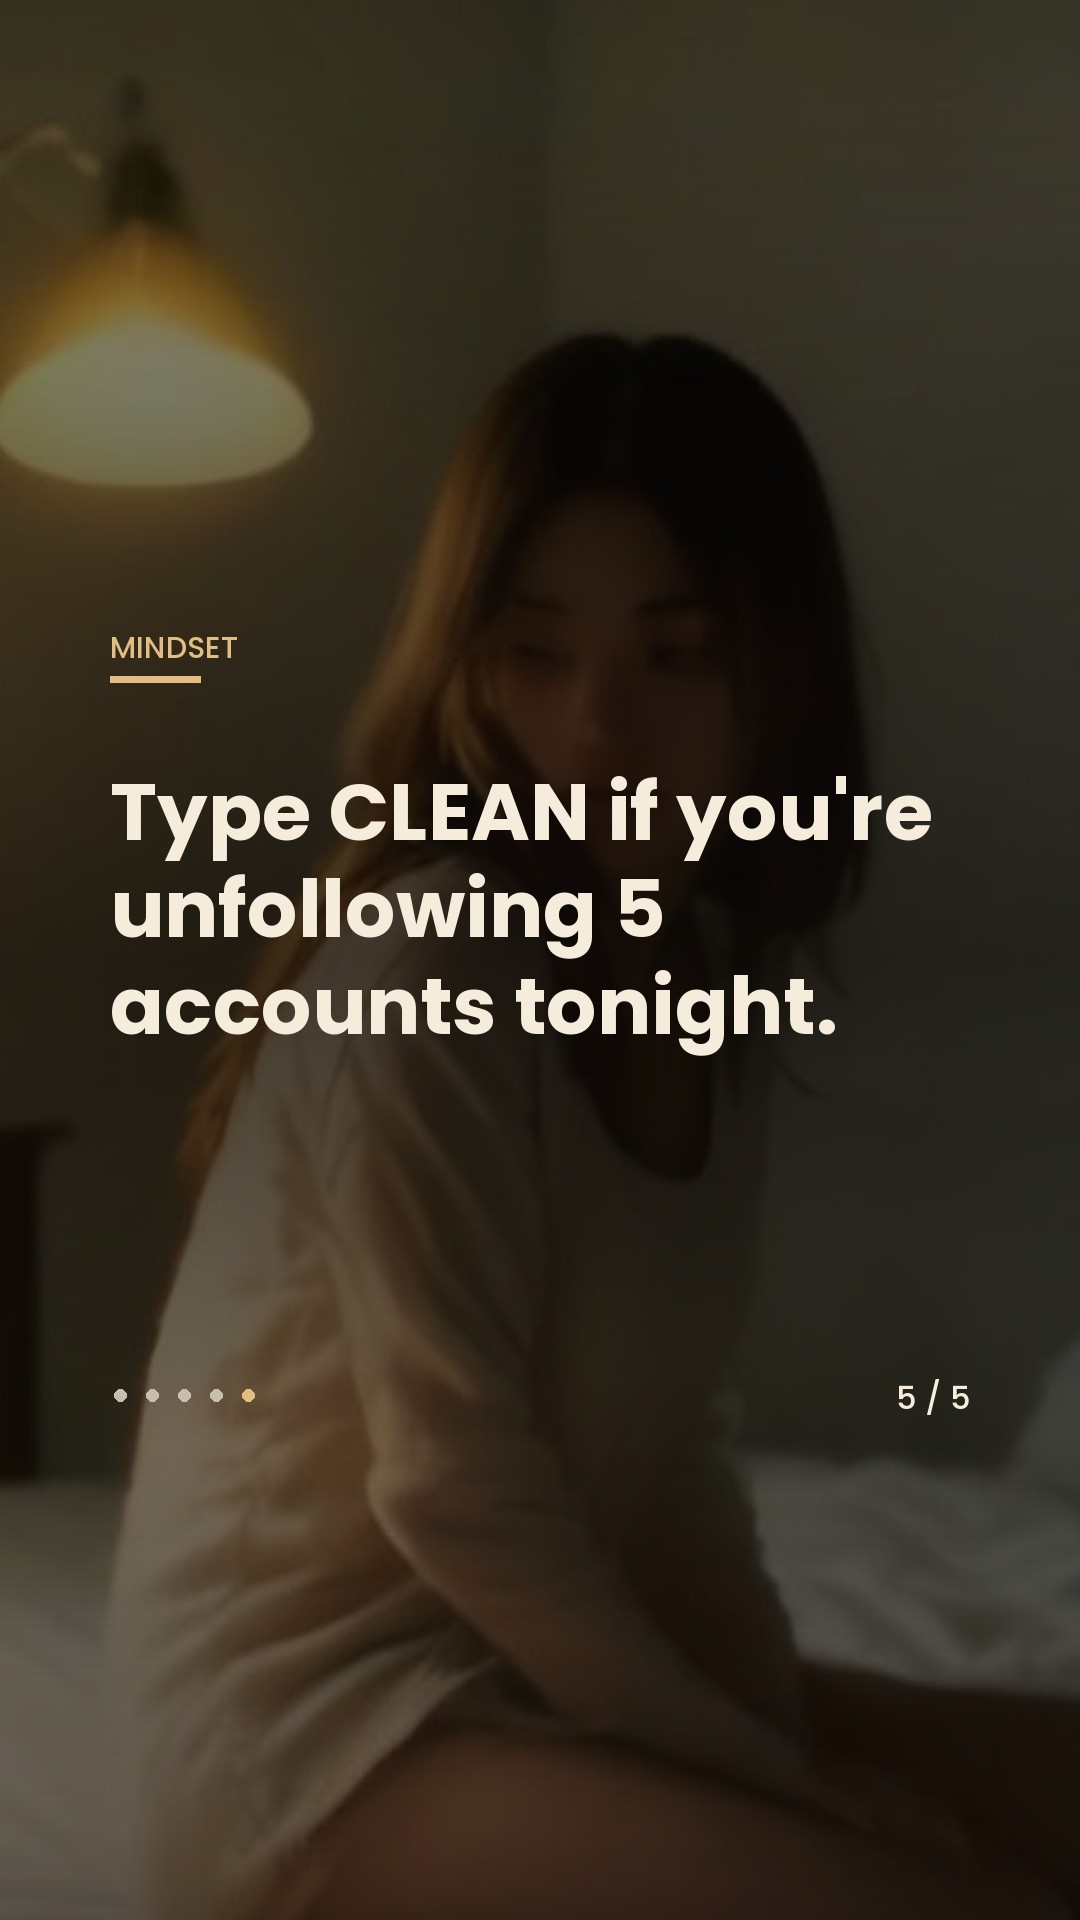 MINDSET
Type CLEAN if you're
unfollowing 5
accounts tonight.
5 / 5